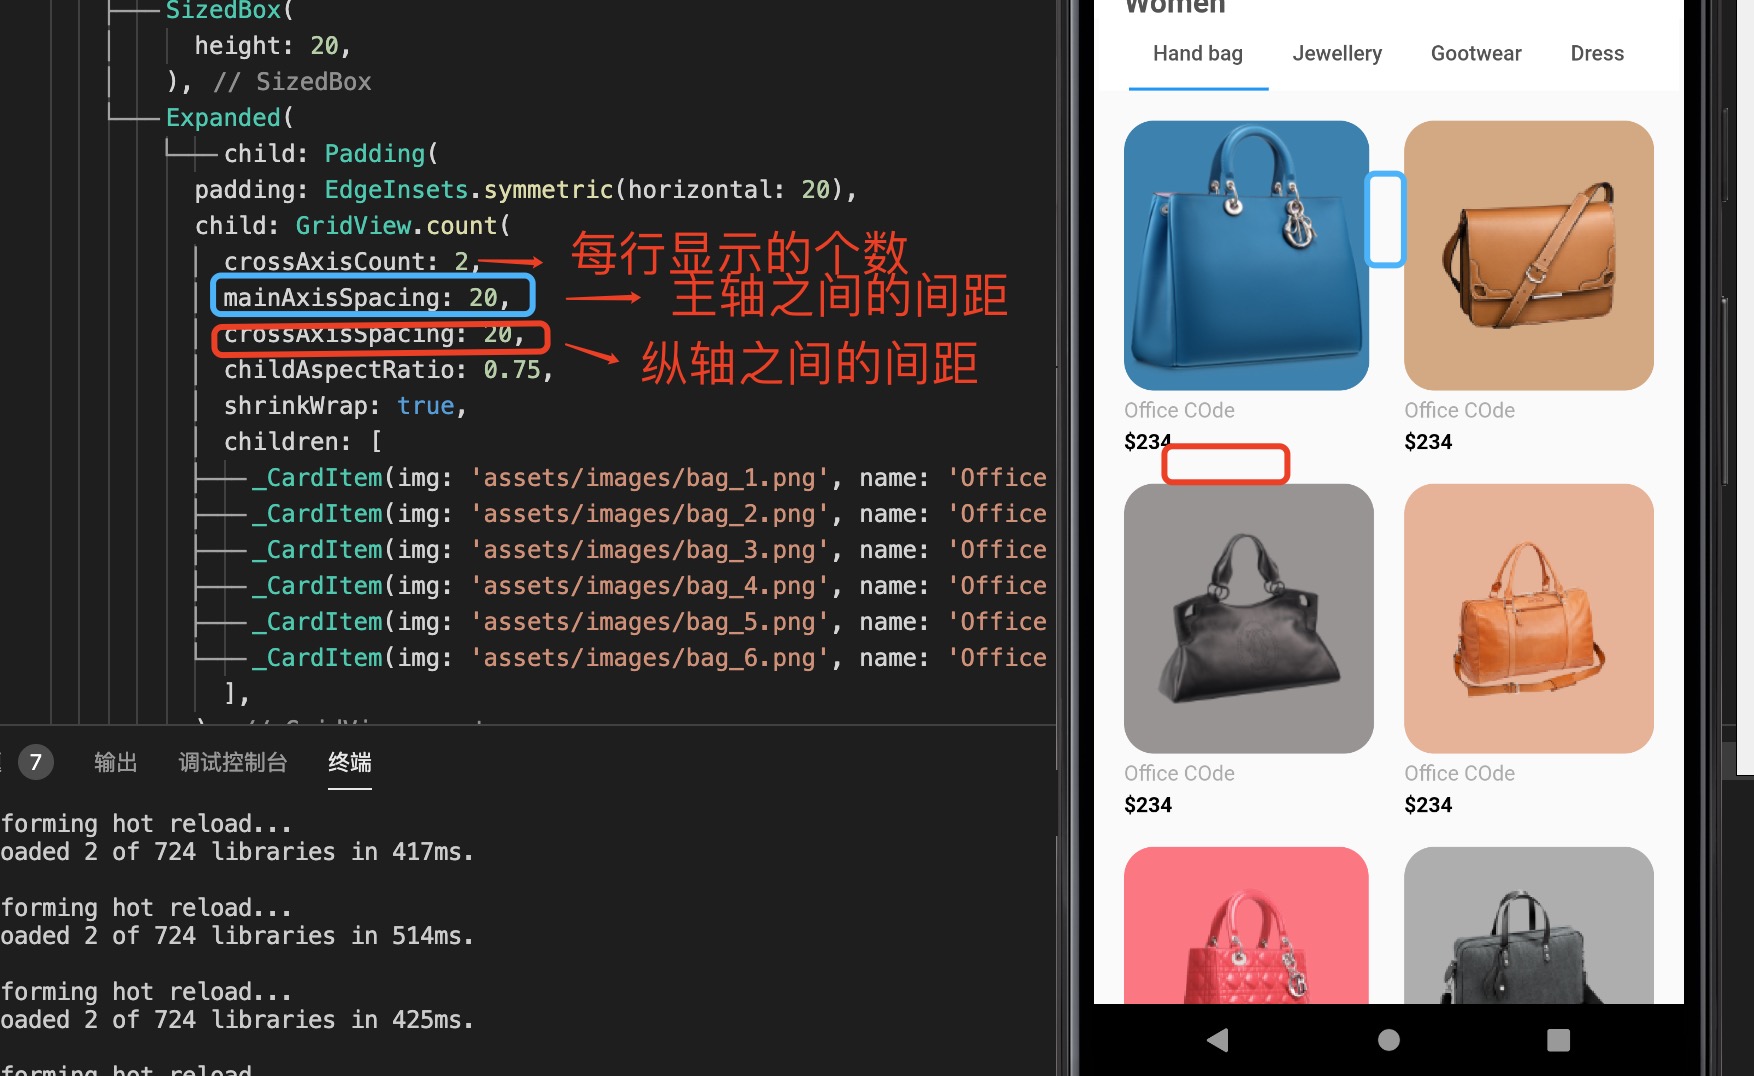 SizedBox(
height: 20,
), // SizedBox
Expanded(
child: Padding(
padding: EdgeInsets.symmetric(horizontal: 20),
child: GridView.count(
crossAxisCount: 2,
每行显示的个数
mainAxisSpacing: 20,
主轴之间的间距
crossAxisSpacing: 20,
纵轴之间的间距
childAspectRatio: 0.75,
shrinkWrap: true,
children: [
_CardItem(img: 'assets/images/bag_1.png', name: 'Office
_CardItem(img: 'assets/images/bag_2.png', name: 'Office
_CardItem(img: 'assets/images/bag_3.png', name: 'Office
_CardItem(img: 'assets/images/bag_4.png', name: 'Office
_CardItem(img: 'assets/images/bag_5.png', name: 'Office
_CardItem(img: 'assets/images/bag_6.png', name: 'Office
],
7 输出 调试控制台 终端
forming hot reload...
oaded 2 of 724 libraries in 417ms.
forming hot reload...
oaded 2 of 724 libraries in 514ms.
forming hot reload...
oaded 2 of 724 libraries in 425ms.
forming hot reload
Women
Hand bag Jewellery Gootwear Dress
Office COde Office COde
$234 $234
Office COde Office COde
$234 $234